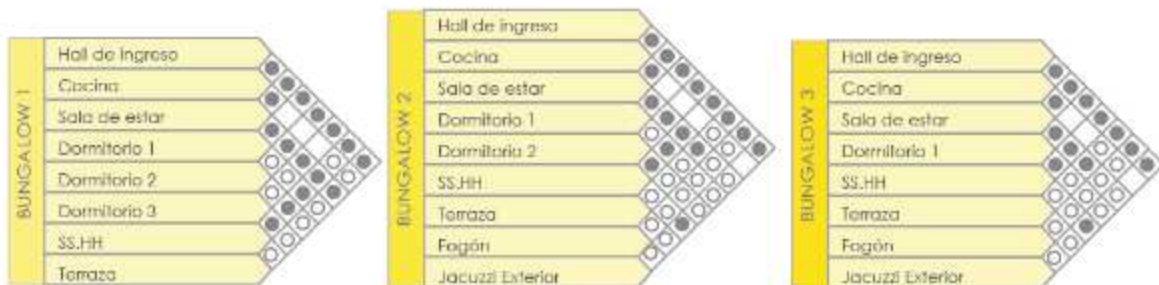 BUNGALOW 1
Hall de ingreso
Cocina
Sala de estar
Dormitorio 1
Dormitorio 2
Dormitorio 3
SS.HH
Terraza
BUNGALOW 2
Hall de ingreso
Cocina
Sala de estar
Dormitorio 1
Dormitorio 2
SS.HH
Terraza
Fogón
Jacuzzi Exterior
BUNGALOW 3
Hall de ingreso
Cocina
Sala de estar
Dormitorio 1
SS.HH
Terraza
Fogón
Jacuzzi Exterior